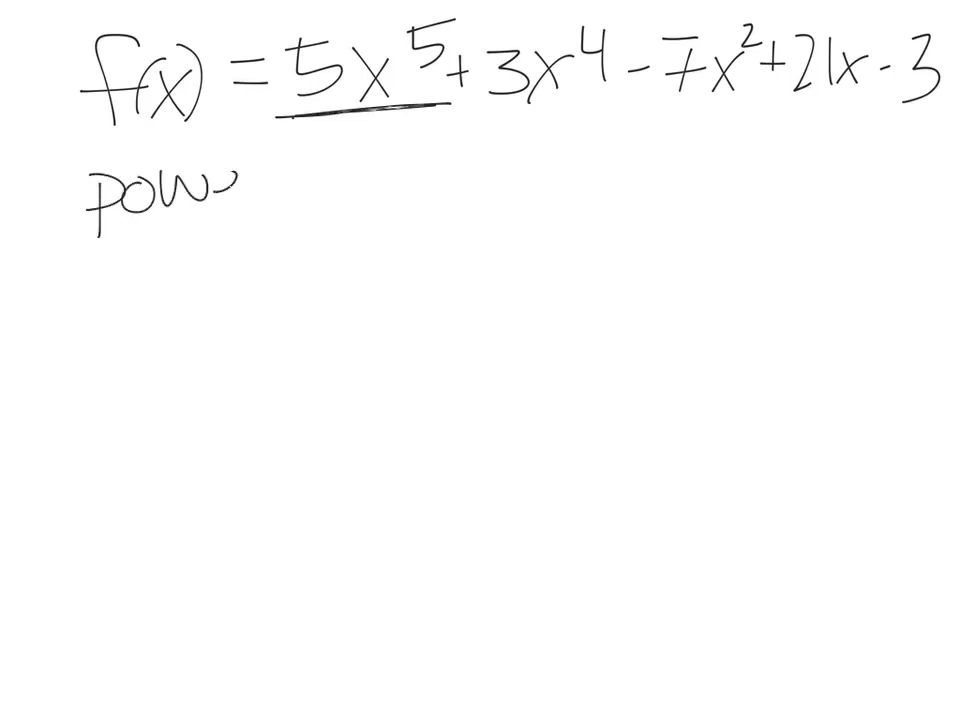 f(x) = 5x⁵ + 3x⁴ - 7x² + 21x - 3
pow